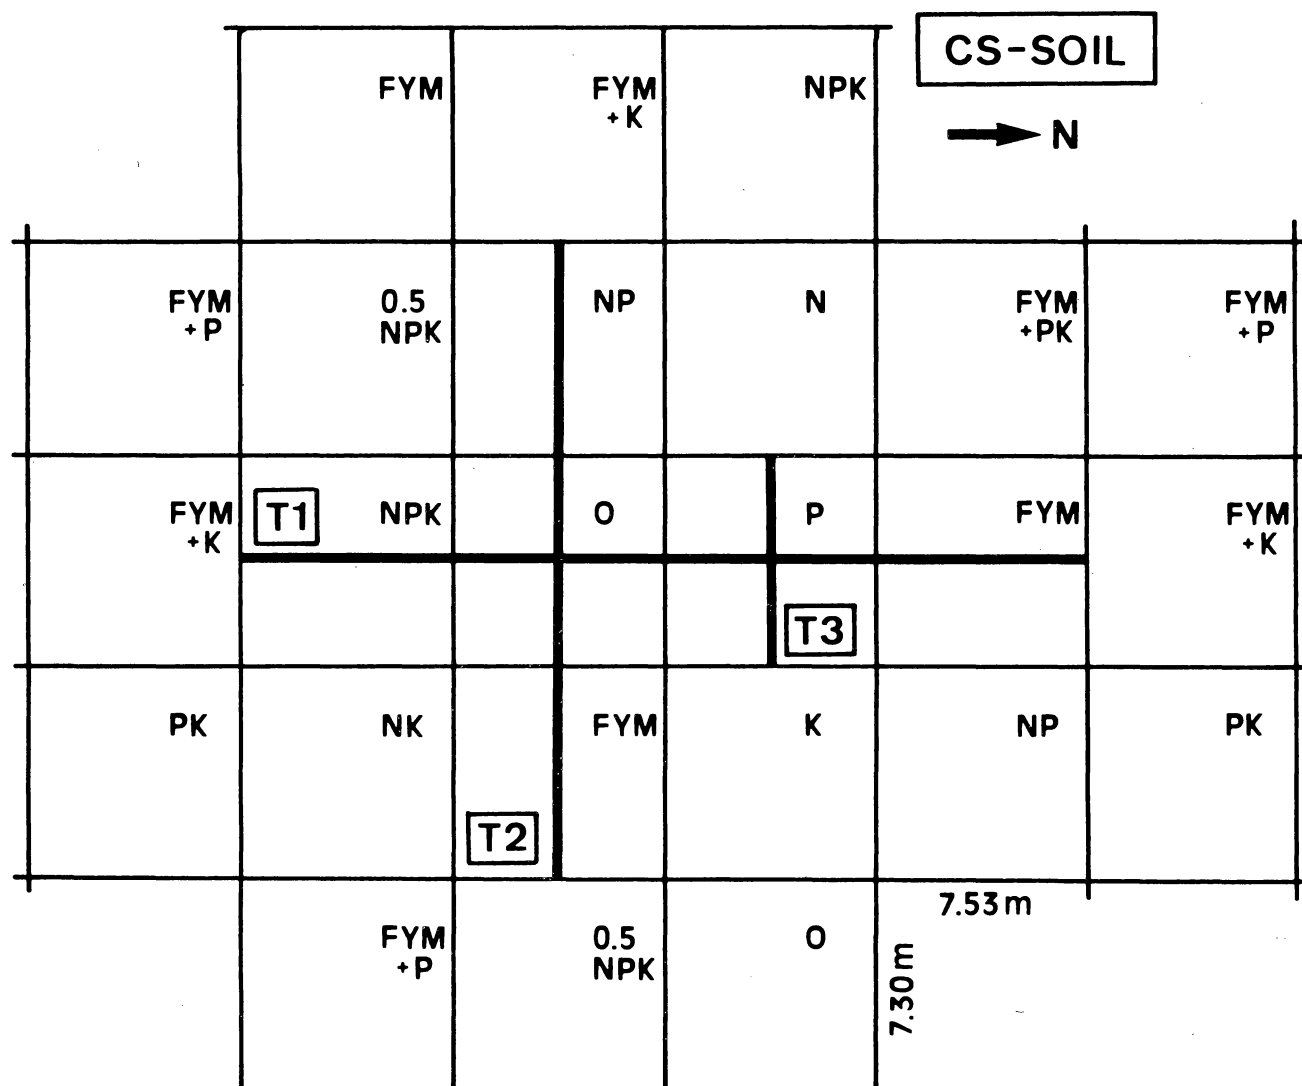 CS-SOIL
N
FYM
FYM
+K
NPK
FYM
+P
0.5
NPK
NP
N
FYM
+PK
FYM
+P
FYM
+K
T1
NPK
O
P
FYM
FYM
+K
T3
PK
NK
FYM
K
NP
PK
T2
7.53m
FYM
+P
0.5
NPK
O
7.30m